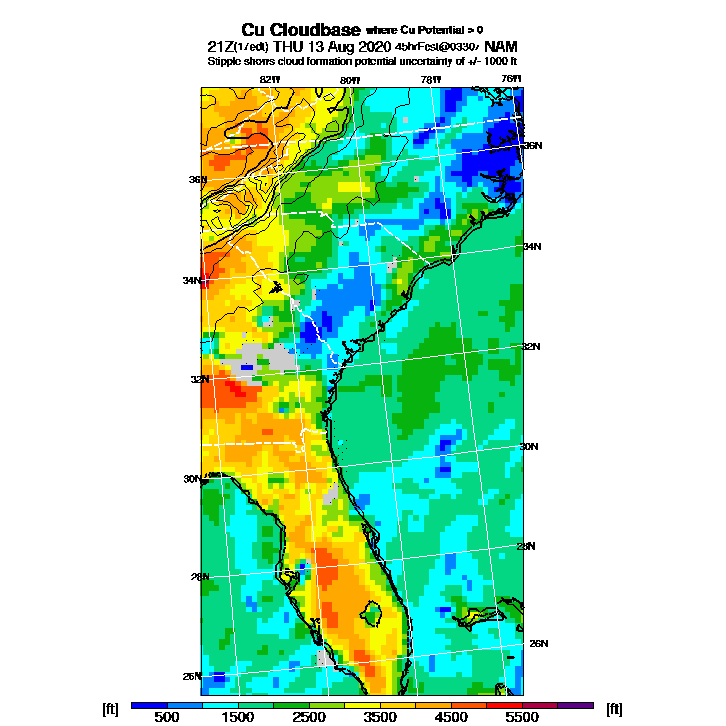 Cu Cloudbase where Cu Potential > 0
21Z(17edt) THU 13 Aug 2020 45hrFcst@0330z NAM
Stipple shows cloud formation potential uncertainty of +/- 1000 ft
82W 80W 78W 76W
36N 36N
34N 34N
32N 32N
30N 30N
28N 28N
26N 26N
[ft] 500 1500 2500 3500 4500 5500 [ft]